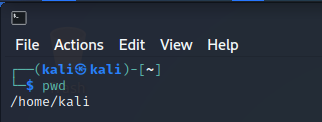 File Actions Edit View Help
┌──(kali㉿kali)-[~]
└─$ pwd
/home/kali